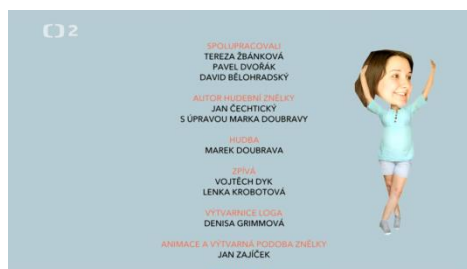 2
SPOLUPRACOVALI
TEREZA ŽBÁNKOVÁ
PAVEL DVOŘÁK
DAVID BĚLOHRADSKÝ
AUTOR HUDEBNÍ ZNĚLKY
JAN ČECHTICKÝ
S ÚPRAVOU MARKA DOUBRAVY
HUDBA
MAREK DOUBRAVA
ZPÍVÁ
VOJTĚCH DYK
LENKA KROBOTOVÁ
VÝTVARNICE LOGA
DENISA GRIMMOVÁ
ANIMACE A VÝTVARNÁ PODOBA ZNĚLKY
JAN ZAJÍČEK